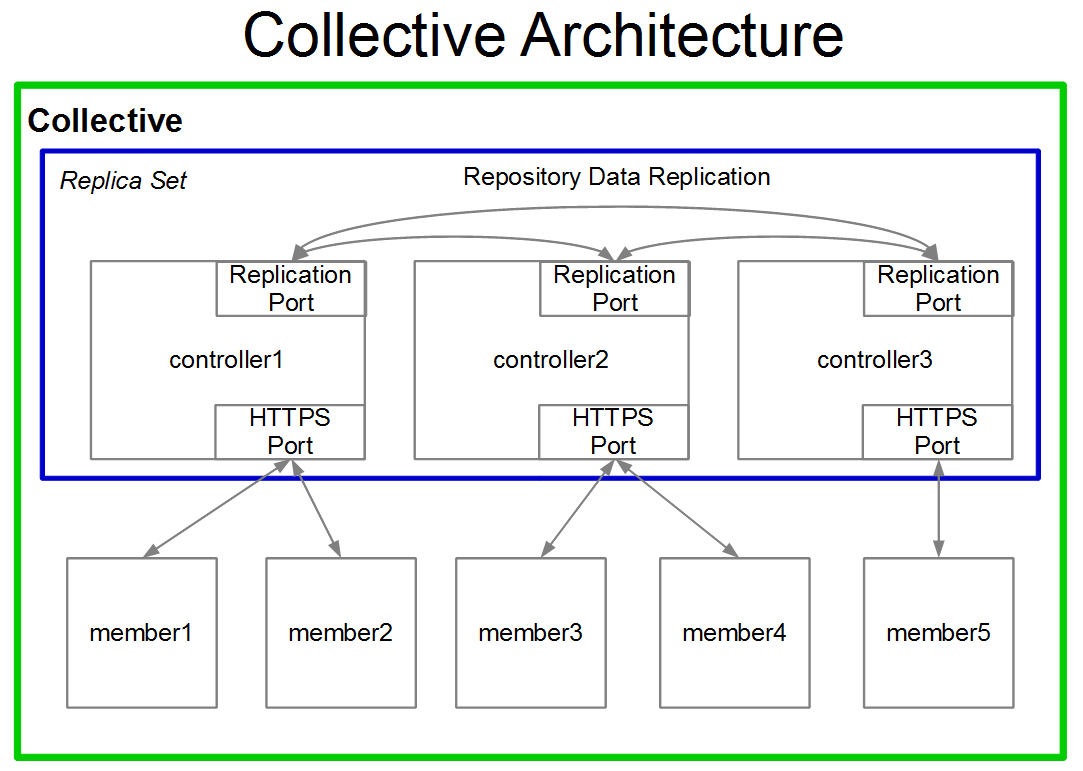 Collective Architecture
Collective
Replica Set
Repository Data Replication
Replication
Port
controller1
HTTPS
Port
Replication
Port
controller2
HTTPS
Port
Replication
Port
controller3
HTTPS
Port
member1
member2
member3
member4
member5